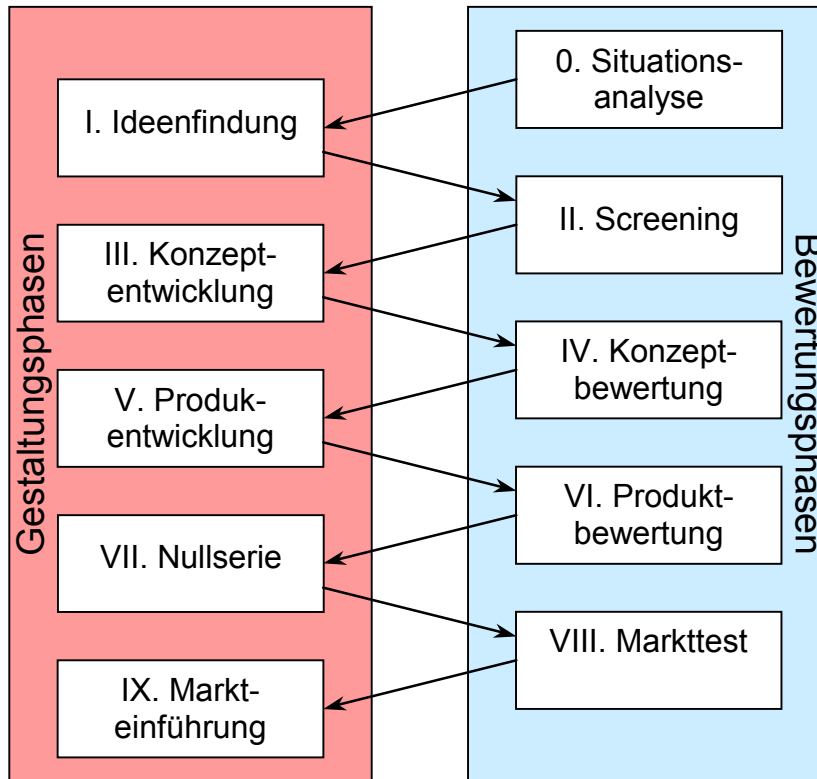 Gestaltungsphasen
Bewertungsphasen
0. Situations-
analyse
I. Ideenfindung
II. Screening
III. Konzept-
entwicklung
IV. Konzept-
bewertung
V. Produk-
entwicklung
VI. Produkt-
bewertung
VII. Nullserie
VIII. Markttest
IX. Markt-
einführung